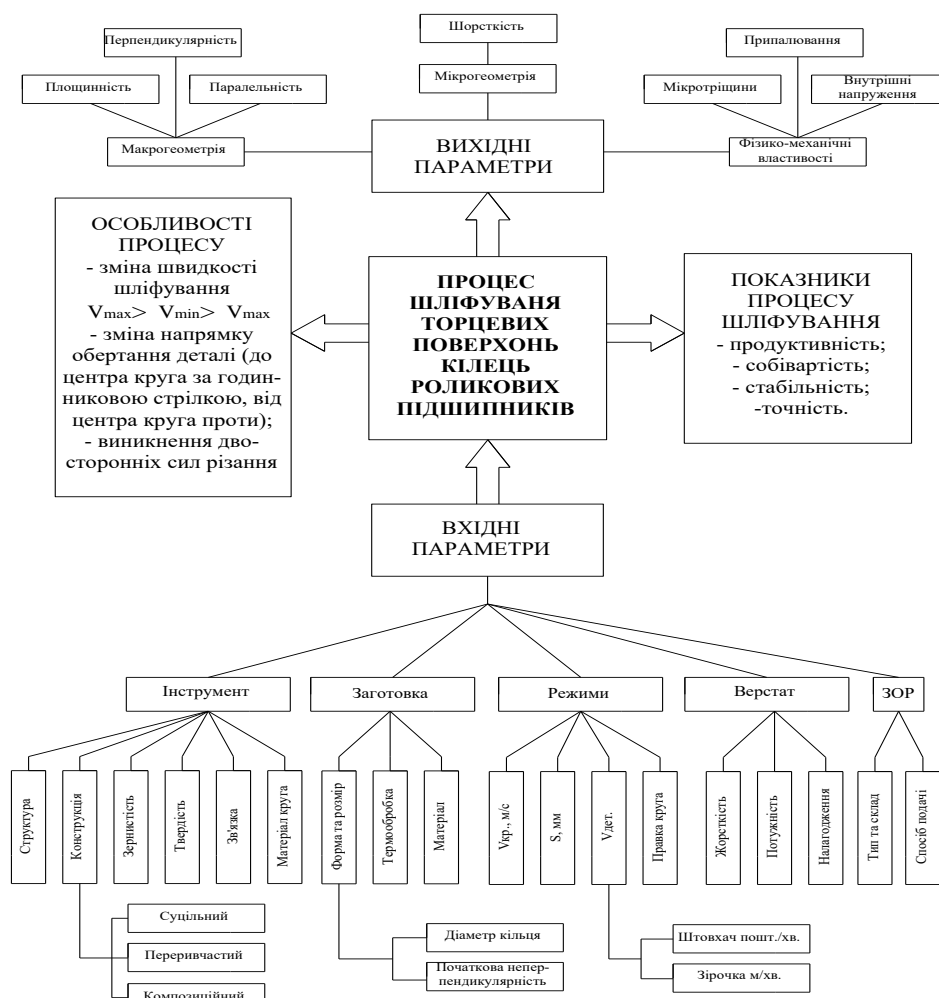 Перпендикулярність
Площинність
Паралельність
Макрогеометрія
Шорсткість
Мікрогеометрія
Припалювання
Мікротріщини
Внутрішні
напруження
Фізико-механічні
властивості
ВИХІДНІ
ПАРАМЕТРИ
ОСОБЛИВОСТІ
ПРОЦЕСУ
- зміна швидкості
шліфування
Vmax> Vmin> Vmax
- зміна напрямку
обертання деталі (до
центра круга за годин-
никовою стрілкою, від
центра круга проти);
- виникнення дво-
сторонніх сил різання
ПРОЦЕС
ШЛІФУВАНЯ
ТОРЦЕВИХ
ПОВЕРХОНЬ
КІЛЕЦЬ
РОЛИКОВИХ
ПІДШИПНИКІВ
ПОКАЗНИКИ
ПРОЦЕСУ
ШЛІФУВАННЯ
- продуктивність;
- собівартість;
- стабільність;
-точність.
ВХІДНІ
ПАРАМЕТРИ
Інструмент
Заготовка
Режими
Верстат
ЗОР
Структура
Конструкція
Зернистість
Твердість
Зв'язка
Матеріал круга
Форма та розмір
Термообробка
Матеріал
Vкр., м/с
S, мм
Vдет.
Правка круга
Жорсткість
Потужність
Налагодження
Тип та склад
Спосіб подачі
Суцільний
Переривчастий
Композиційний
Діаметр кільця
Початкова непер-
пендикулярність
Штовхач пошт./хв.
Зірочка м/хв.